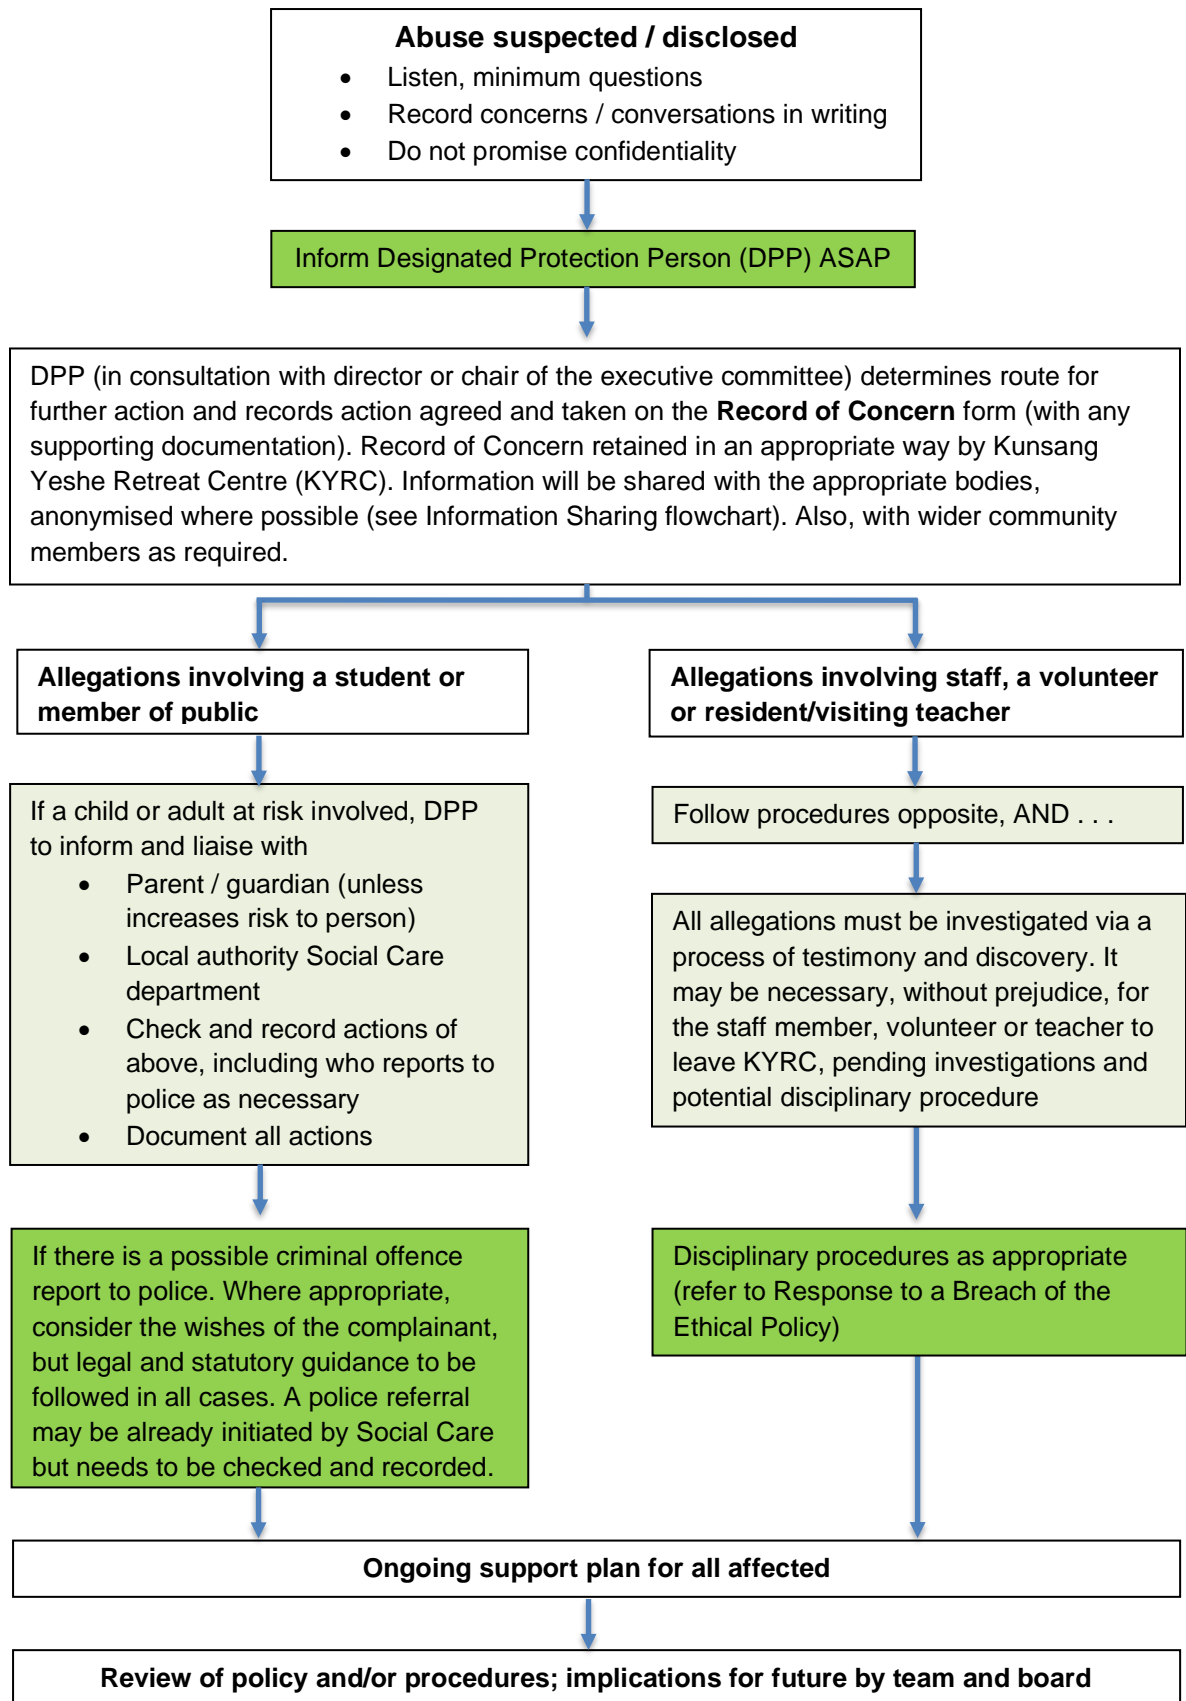 Abuse suspected / disclosed
• Listen, minimum questions
• Record concerns / conversations in writing
• Do not promise confidentiality
Inform Designated Protection Person (DPP) ASAP
DPP (in consultation with director or chair of the executive committee) determines route for
further action and records action agreed and taken on the Record of Concern form (with any
supporting documentation). Record of Concern retained in an appropriate way by Kunsang
Yeshe Retreat Centre (KYRC). Information will be shared with the appropriate bodies,
anonymised where possible (see Information Sharing flowchart). Also, with wider community
members as required.
Allegations involving a student or
member of public
If a child or adult at risk involved, DPP
to inform and liaise with
• Parent / guardian (unless
increases risk to person)
• Local authority Social Care
department
• Check and record actions of
above, including who reports to
police as necessary
• Document all actions
If there is a possible criminal offence
report to police. Where appropriate,
consider the wishes of the complainant,
but legal and statutory guidance to be
followed in all cases. A police referral
may be already initiated by Social Care
but needs to be checked and recorded.
Allegations involving staff, a volunteer
or resident/visiting teacher
Follow procedures opposite, AND . . .
All allegations must be investigated via a
process of testimony and discovery. It
may be necessary, without prejudice, for
the staff member, volunteer or teacher to
leave KYRC, pending investigations and
potential disciplinary procedure
Disciplinary procedures as appropriate
(refer to Response to a Breach of the
Ethical Policy)
Ongoing support plan for all affected
Review of policy and/or procedures; implications for future by team and board